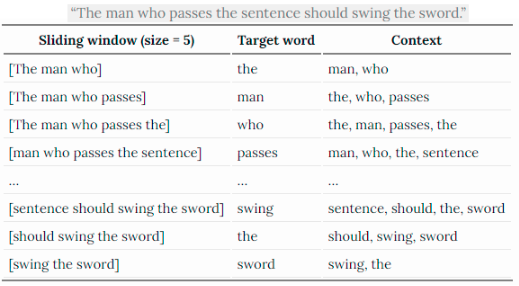 “The man who passes the sentence should swing the sword.”
Sliding window (size = 5) Target word Context
[The man who] the man, who
[The man who passes] man the, who, passes
[The man who passes the] who the, man, passes, the
[man who passes the sentence] passes man, who, the, sentence
... ... ...
[sentence should swing the sword] swing sentence, should, the, sword
[should swing the sword] the should, swing, sword
[swing the sword] sword swing, the